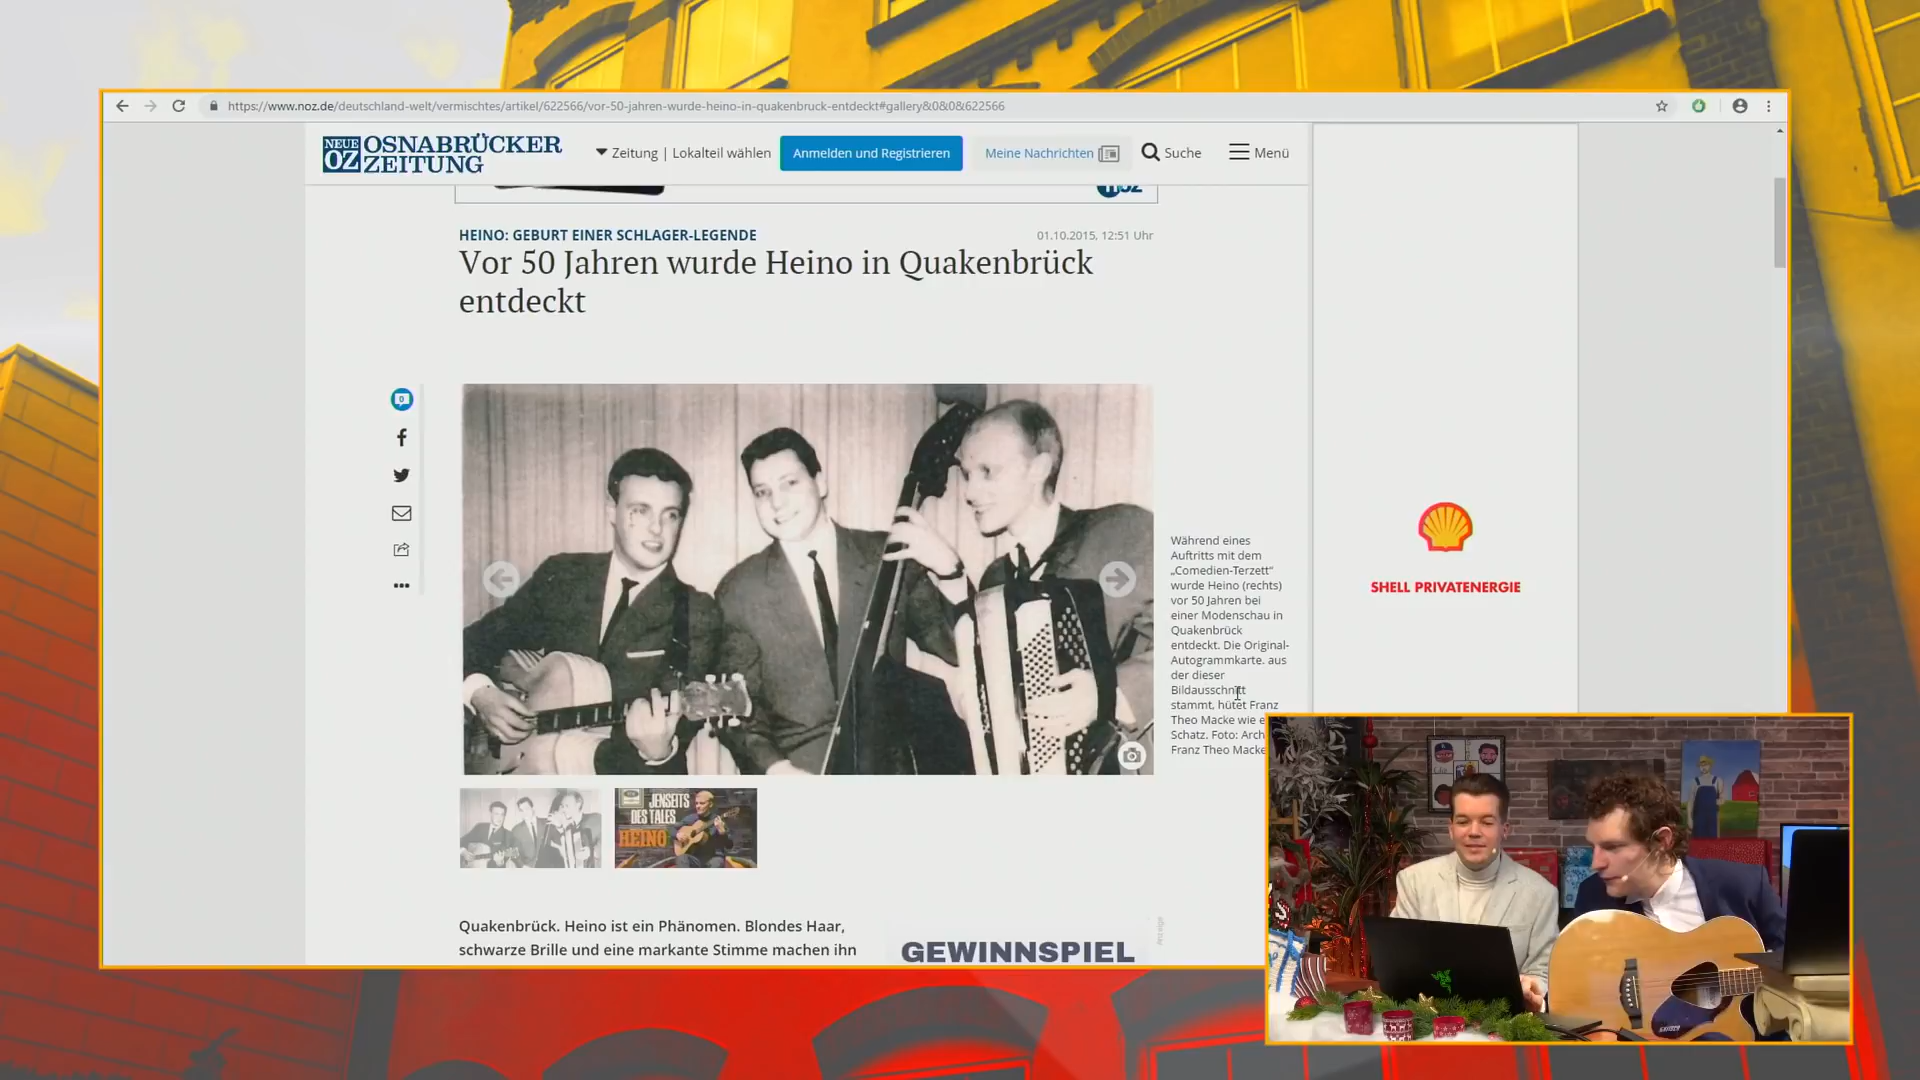 https://www.noz.de/deutschland-welt/vermischtes/artikel/622566/vor-50-jahren-wurde-heino-in-quakenbruck-entdeckt#gallery&0&0&622566
NEUE OZ OSNABRÜCKER ZEITUNG
Zeitung | Lokalteil wählen
Anmelden und Registrieren
Meine Nachrichten
Suche
Menü
HEINO: GEBURT EINER SCHLAGER-LEGENDE
01.10.2015, 12:51 Uhr
Vor 50 Jahren wurde Heino in Quakenbrück
entdeckt
0
Während eines
Auftritts mit dem
„Comedien-Terzett“
wurde Heino (rechts)
vor 50 Jahren bei
einer Modenschau in
Quakenbrück
entdeckt. Die Original-
Autogrammkarte. aus
der dieser
Bildausschnitt
stammt, hütet Franz
Theo Macke wie e
Schatz. Foto: Arch
Franz Theo Macke
SHELL PRIVATENERGIE
JENSEITS
DES TALES
HEINO
Quakenbrück. Heino ist ein Phänomen. Blondes Haar,
schwarze Brille und eine markante Stimme machen ihn
GEWINNSPIEL